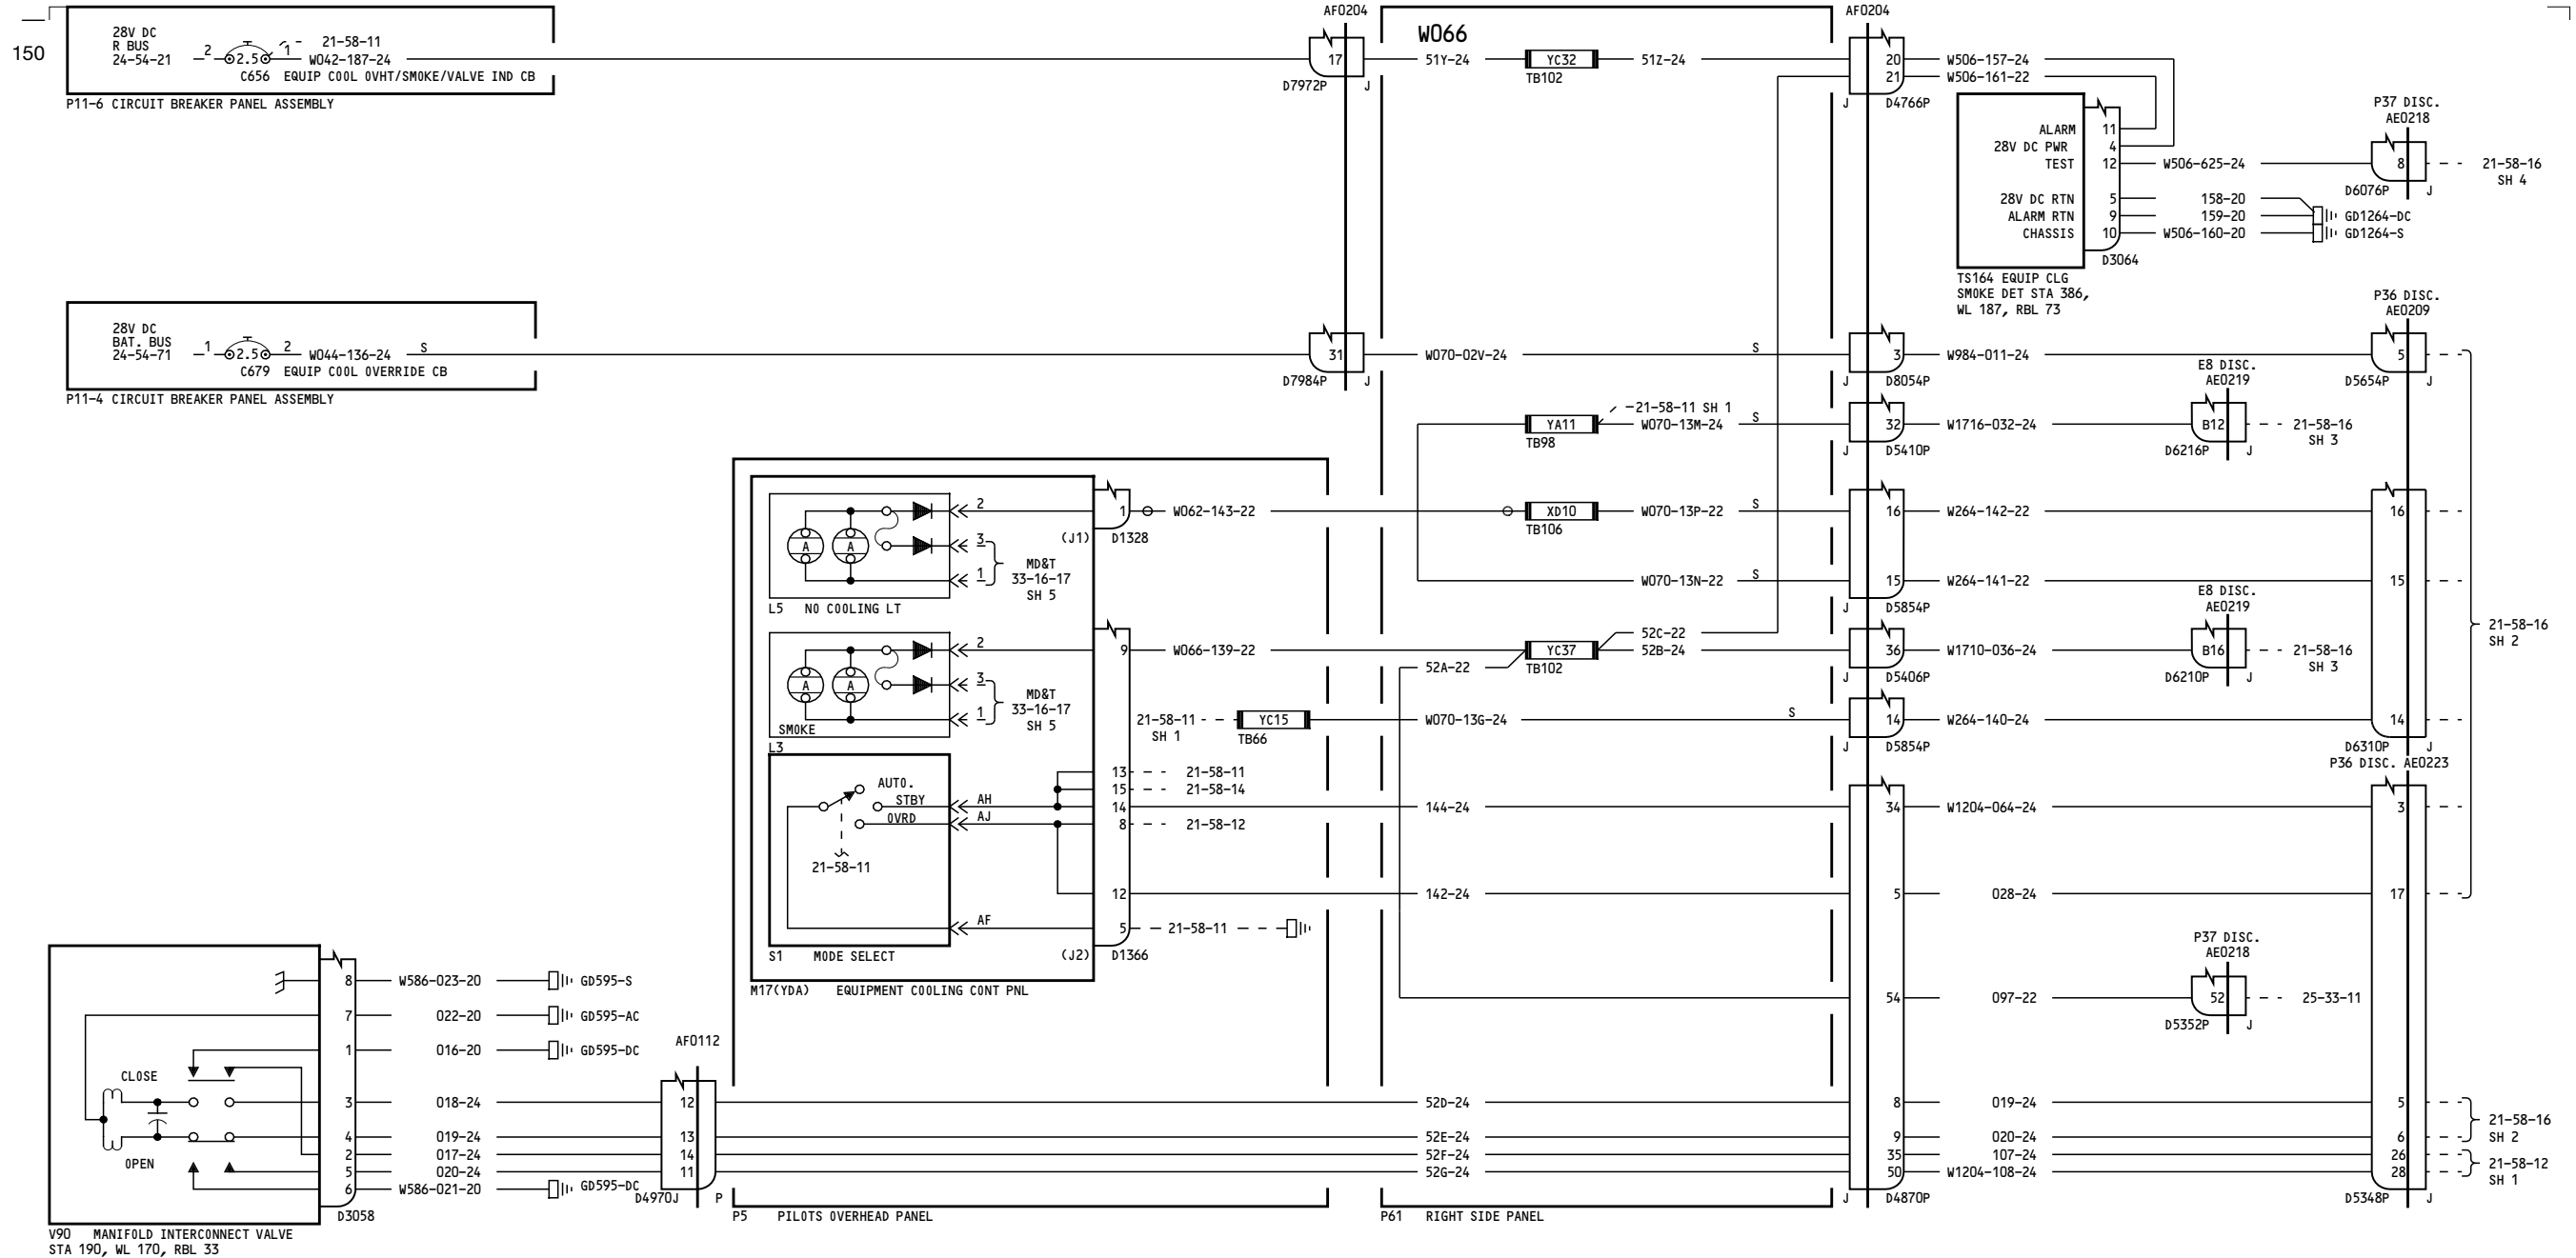 150
28V DC
R BUS
24-54-21
2
2.5
1
21-58-11
W042-187-24
C656 EQUIP COOL OVHT/SMOKE/VALVE IND CB
P11-6 CIRCUIT BREAKER PANEL ASSEMBLY
AF0204
17
D7972P
J
W066
51Y-24
YC32
TB102
51Z-24
AF0204
20
21
J
D4766P
W506-157-24
W506-161-22
ALARM 11
28V DC PWR 4
TEST 12
28V DC RTN 5
ALARM RTN 9
CHASSIS 10
D3064
TS164 EQUIP CLG
SMOKE DET STA 386,
WL 187, RBL 73
W506-625-24
158-20
159-20
W506-160-20
GD1264-DC
GD1264-S
P37 DISC.
AE0218
8
D6076P
J
21-58-16
SH 4
28V DC
BAT. BUS
24-54-71
1
2.5
2
W044-136-24
S
C679 EQUIP COOL OVERRIDE CB
P11-4 CIRCUIT BREAKER PANEL ASSEMBLY
31
D7984P
J
W070-02V-24
S
3
J
D8054P
W984-011-24
P36 DISC.
AE0209
5
D5654P
J
21-58-11 SH 1
YA11
TB98
W070-13M-24
S
32
J
D5410P
W1716-032-24
E8 DISC.
AE0219
B12
D6216P
J
21-58-16
SH 3
2
3
1
MD&T
33-16-17
SH 5
A
A
L5 NO COOLING LT
1
(J1)
D1328
W062-143-22
XD10
TB106
W070-13P-22
S
16
W264-142-22
16
W070-13N-22
S
15
J
D5854P
W264-141-22
15
21-58-16
SH 2
2
3
1
MD&T
33-16-17
SH 5
A
A
SMOKE
L3
9
W066-139-22
YC37
TB102
52A-22
52C-22
52B-24
36
J
D5406P
W1710-036-24
E8 DISC.
AE0219
B16
D6210P
J
21-58-16
SH 3
21-58-11
SH 1
YC15
TB66
W070-13G-24
S
14
J
D5854P
W264-140-24
14
D6310P
J
P36 DISC. AE0223
AUTO.
STBY
OVRD
21-58-11
AH
AJ
AF
S1 MODE SELECT
13
21-58-11
15
21-58-14
14
8
21-58-12
12
5
21-58-11
(J2)
D1366
M17(YDA) EQUIPMENT COOLING CONT PNL
144-24
34
W1204-064-24
3
142-24
5
028-24
17
54
097-22
P37 DISC.
AE0218
52
D5352P
J
25-33-11
CLOSE
OPEN
8
W586-023-20
GD595-S
7
022-20
GD595-AC
1
016-20
GD595-DC
AF0112
3
018-24
12
52D-24
8
019-24
5
4
019-24
13
52E-24
9
020-24
6
21-58-16
SH 2
2
017-24
14
52F-24
35
107-24
26
5
020-24
11
52G-24
50
W1204-108-24
28
21-58-12
SH 1
6
W586-021-20
GD595-DC
D4970J
P
J
D4870P
D5348P
J
D3058
P5 PILOTS OVERHEAD PANEL
P61 RIGHT SIDE PANEL
V90 MANIFOLD INTERCONNECT VALVE
STA 190, WL 170, RBL 33